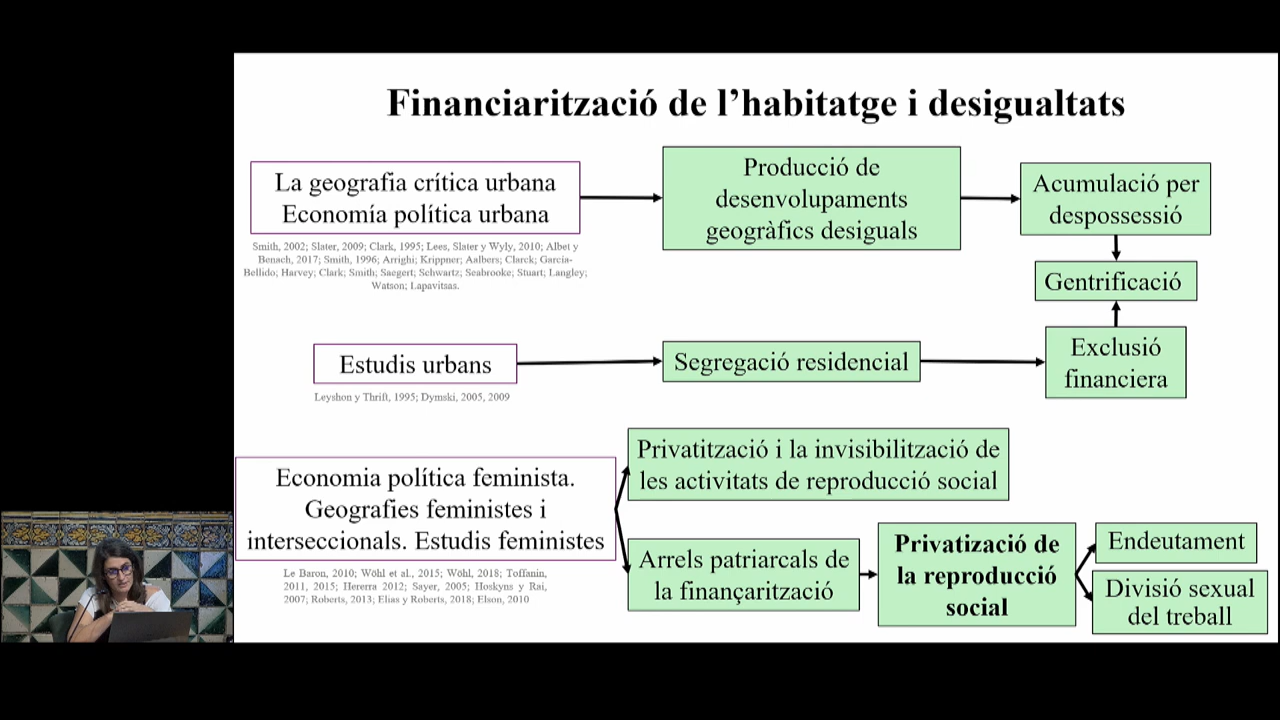 Financiarització de l’habitatge i desigualtats
La geografia crítica urbana
Economía política urbana
Smith, 2002; Slater, 2009; Clark, 1995; Lees, Slater y Wyly, 2010; Albet y
Benach, 2017; Smith, 1996; Arrighi; Krippner; Aalbers; Clarck; García-
Bellido; Harvey; Clark; Smith; Saegert; Schwartz; Seabrooke; Stuart; Langley;
Watson; Lapavitsas.
Producció de
desenvolupaments
geogràfics desiguals
Acumulació per
despossessió
Gentrificació
Estudis urbans
Leyshon y Thrift, 1995; Dymski, 2005, 2009
Segregació residencial
Exclusió
financiera
Economia política feminista.
Geografies feministes i
interseccionals. Estudis feministes
Le Baron, 2010; Wöhl et al., 2015; Wöhl, 2018; Toffanin,
2011, 2015; Hererra 2012; Sayer, 2005; Hoskyns y Rai,
2007; Roberts, 2013; Elias y Roberts, 2018; Elson, 2010
Privatització i la invisibilització de
les activitats de reproducció social
Arrels patriarcals de
la finançarització
Privatizació de
la reproducció
social
Endeutament
Divisió sexual
del treball